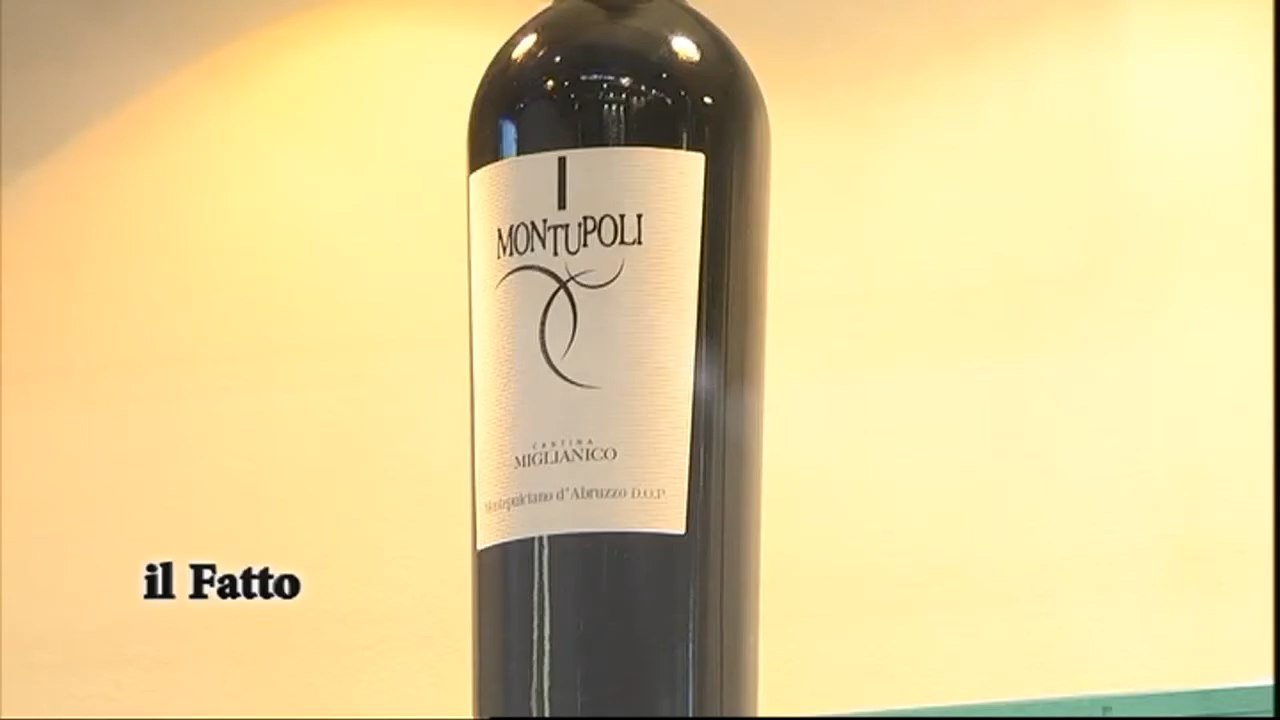 MONTUPOLI
CANTINA
MIGLIANICO
Montepulciano d'Abruzzo D.O.P.
il Fatto